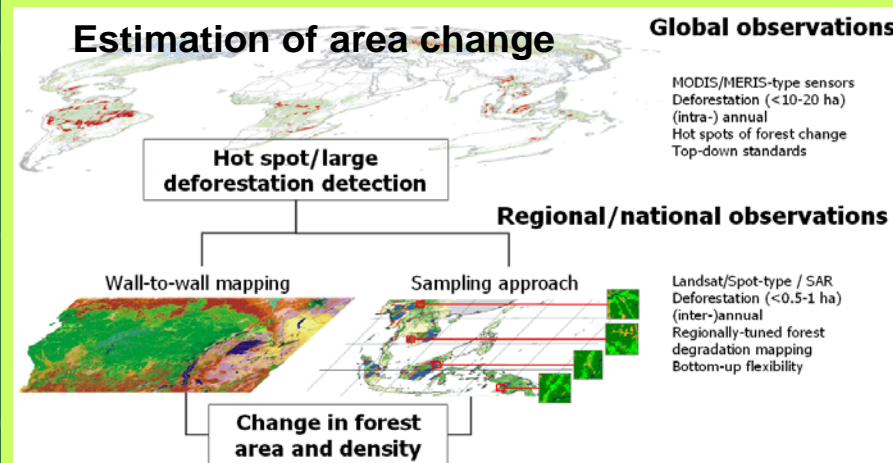 Estimation of area change
Global observations
MODIS/MERIS-type sensors
Deforestation (<10-20 ha)
(intra-) annual
Hot spots of forest change
Top-down standards
Hot spot/large
deforestation detection
Regional/national observations
Wall-to-wall mapping
Sampling approach
Landsat/Spot-type / SAR
Deforestation (<0.5-1 ha)
(inter-)annual
Regionally-tuned forest
degradation mapping
Bottom-up flexibility
Change in forest
area and density